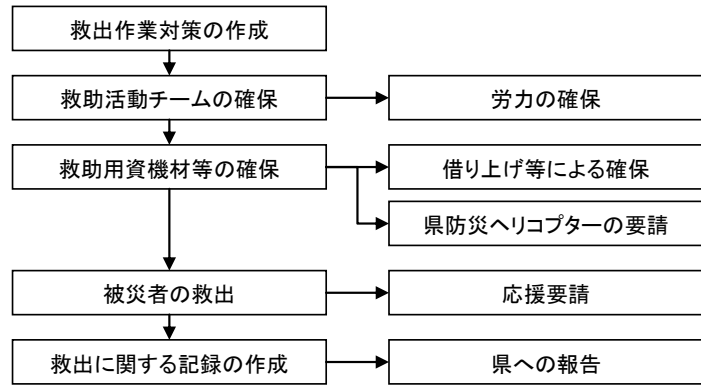 救出作業対策の作成
救助活動チームの確保
労力の確保
救助用資機材等の確保
借り上げ等による確保
県防災ヘリコプターの要請
被災者の救出
応援要請
救出に関する記録の作成
県への報告